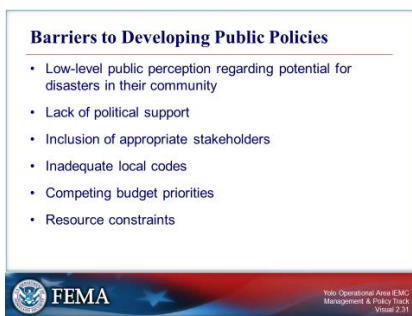 Barriers to Developing Public Policies
• Low-level public perception regarding potential for
disasters in their community
• Lack of political support
• Inclusion of appropriate stakeholders
• Inadequate local codes
• Competing budget priorities
• Resource constraints
FEMA
Yolo Operational Area IEMC
Management & Policy Track
Visual 2.31